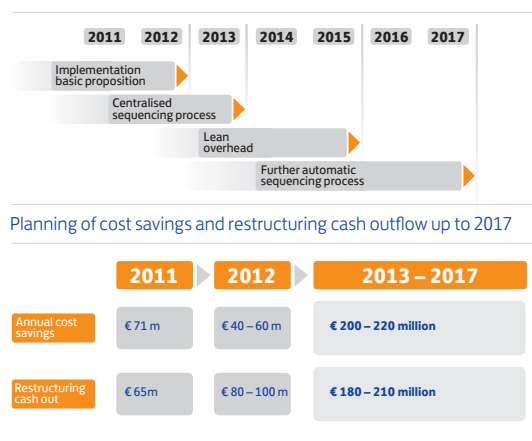 2011 2012 2013 2014 2015 2016 2017
Implementation
basic proposition
Centralised
sequencing process
Lean
overhead
Further automatic
sequencing process
Planning of cost savings and restructuring cash outflow up to 2017
2011 2012 2013 – 2017
Annual cost
savings
€ 71 m
€ 40 – 60 m
€ 200 – 220 million
Restructuring
cash out
€ 65m
€ 80 – 100 m
€ 180 – 210 million